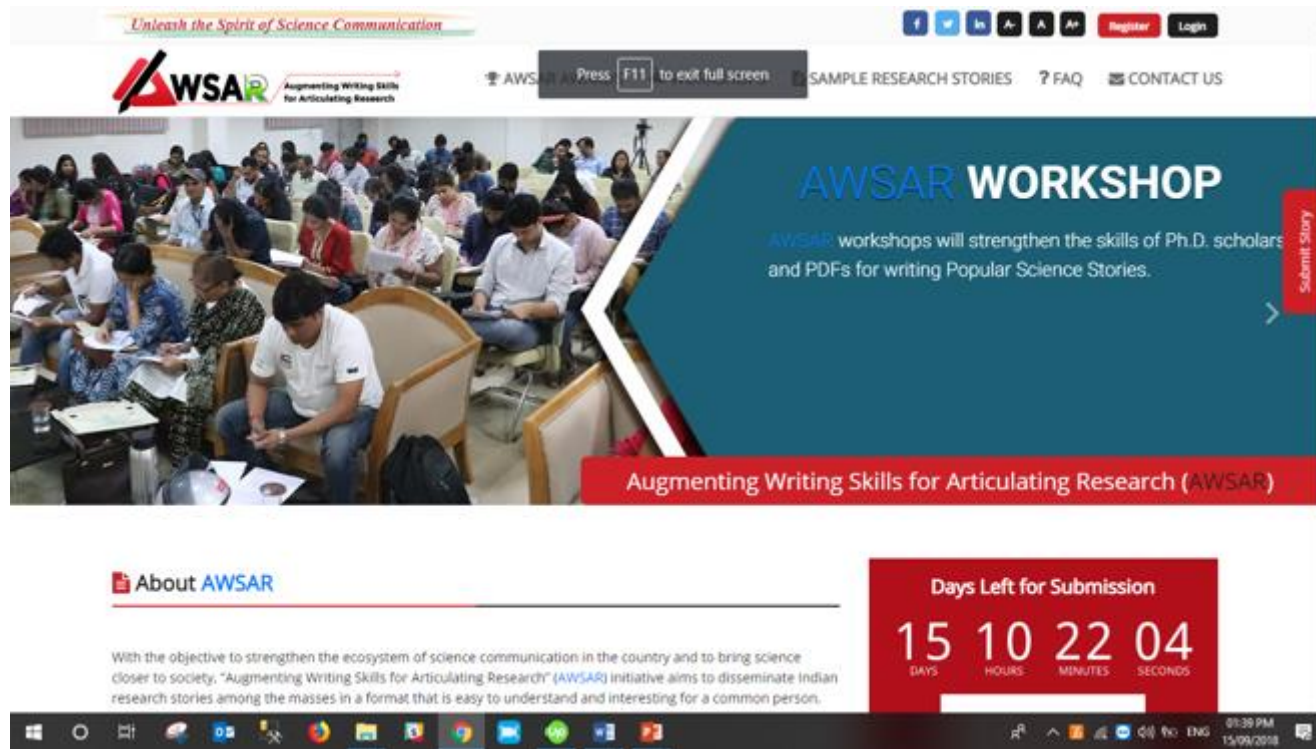 Unleash the Spirit of Science Communication
A- A A+ Register Login
AWSAR Augmenting Writing Skills
for Articulating Research
AWSA
Press F11 to exit full screen
SAMPLE RESEARCH STORIES ? FAQ CONTACT US
AWSAR WORKSHOP
AWSAR workshops will strengthen the skills of Ph.D. scholars
and PDFs for writing Popular Science Stories.
Submit Story
Augmenting Writing Skills for Articulating Research (AWSAR)
About AWSAR
With the objective to strengthen the ecosystem of science communication in the country and to bring science
closer to society, "Augmenting Writing Skills for Articulating Research" (AWSAR) initiative aims to disseminate Indian
research stories among the masses in a format that is easy to understand and interesting for a common person.
Days Left for Submission
15 10 22 04
DAYS HOURS MINUTES SECONDS
ENG
01:39 PM
15/09/2018